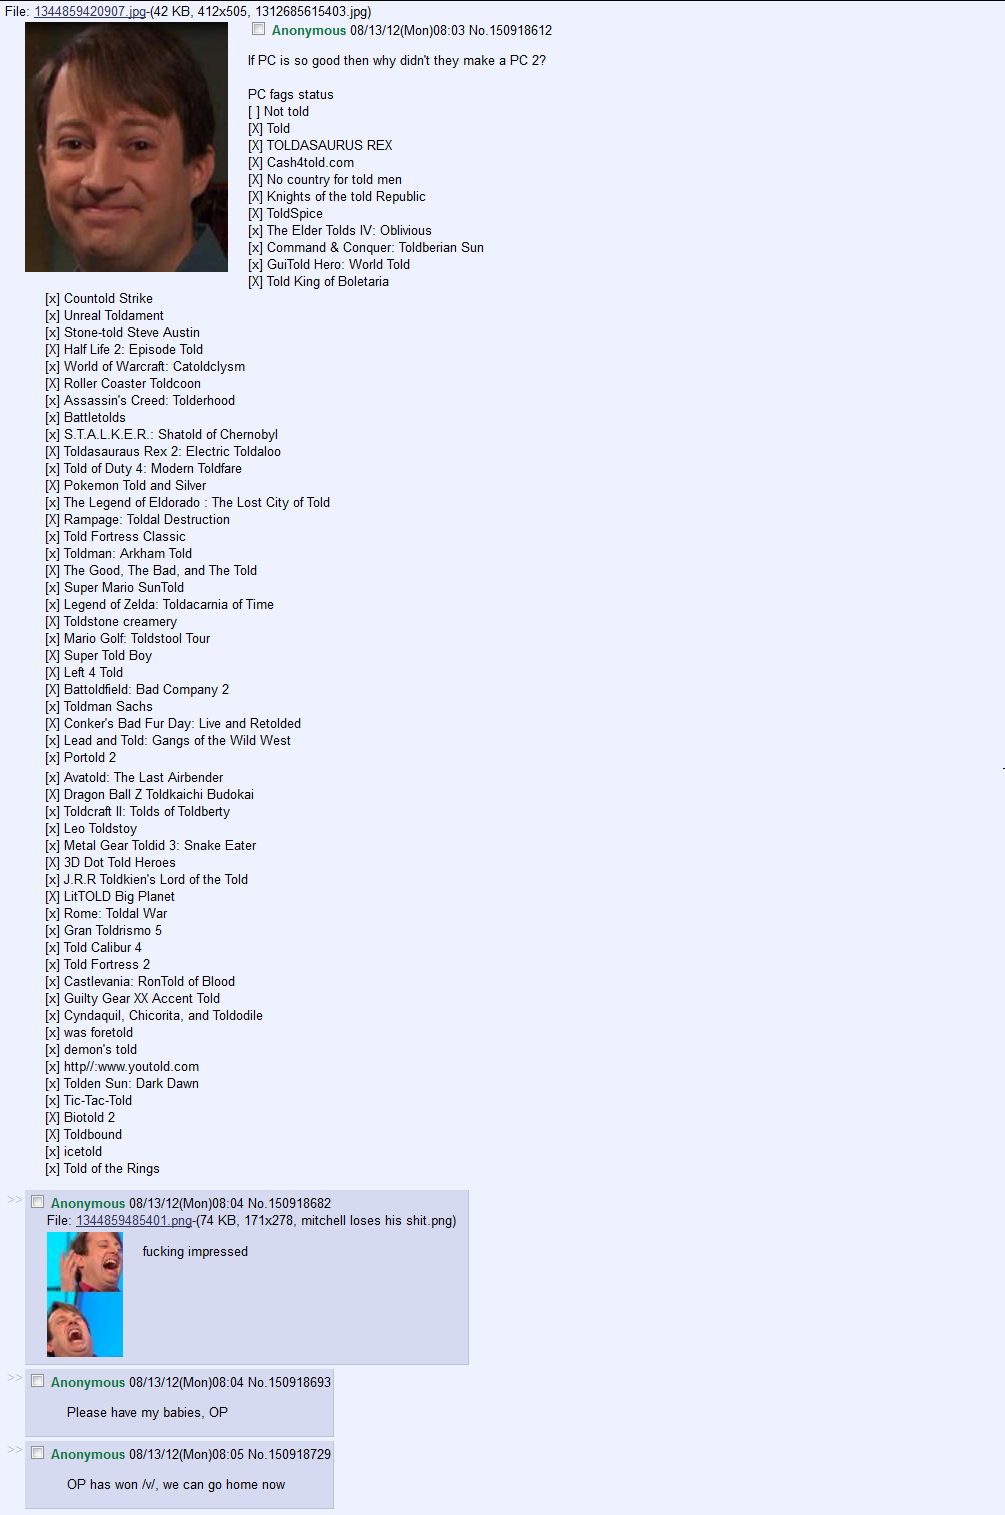 File: 1344859420907.jpg-(42 KB, 412x505, 1312685615403.jpg)
Anonymous 08/13/12(Mon)08:03 No.150918612
If PC is so good then why didn't they make a PC 2?
PC fags status
[ ] Not told
[X] Told
[X] TOLDASAURUS REX
[X] Cash4told.com
[X] No country for told men
[X] Knights of the told Republic
[X] ToldSpice
[x] The Elder Tolds IV: Oblivious
[x] Command & Conquer: Toldberian Sun
[x] GuiTold Hero: World Told
[X] Told King of Boletaria
[x] Countold Strike
[x] Unreal Toldament
[x] Stone-told Steve Austin
[X] Half Life 2: Episode Told
[x] World of Warcraft: Catoldclysm
[X] Roller Coaster Toldcoon
[x] Assassin's Creed: Tolderhood
[x] Battletolds
[x] S.T.A.L.K.E.R.: Shatold of Chernobyl
[X] Toldasauraus Rex 2: Electric Toldaloo
[x] Told of Duty 4: Modern Toldfare
[X] Pokemon Told and Silver
[x] The Legend of Eldorado : The Lost City of Told
[X] Rampage: Toldal Destruction
[x] Told Fortress Classic
[x] Toldman: Arkham Told
[X] The Good, The Bad, and The Told
[x] Super Mario SunTold
[x] Legend of Zelda: Toldacarnia of Time
[X] Toldstone creamery
[x] Mario Golf: Toldstool Tour
[X] Super Told Boy
[X] Left 4 Told
[X] Battoldfield: Bad Company 2
[x] Toldman Sachs
[X] Conker's Bad Fur Day: Live and Retolded
[x] Lead and Told: Gangs of the Wild West
[x] Portold 2
[x] Avatold: The Last Airbender
[X] Dragon Ball Z Toldkaichi Budokai
[x] Toldcraft II: Tolds of Toldberty
[x] Leo Toldstoy
[x] Metal Gear Toldid 3: Snake Eater
[X] 3D Dot Told Heroes
[x] J.R.R Toldkien's Lord of the Told
[X] LitTOLD Big Planet
[x] Rome: Toldal War
[x] Gran Toldrismo 5
[x] Told Calibur 4
[x] Told Fortress 2
[x] Castlevania: RonTold of Blood
[x] Guilty Gear XX Accent Told
[x] Cyndaquil, Chicorita, and Toldodile
[x] was foretold
[x] demon's told
[x] http//:www.youtold.com
[x] Tolden Sun: Dark Dawn
[x] Tic-Tac-Told
[X] Biotold 2
[X] Toldbound
[x] icetold
[x] Told of the Rings
>> Anonymous 08/13/12(Mon)08:04 No.150918682
File: 1344859485401.png-(74 KB, 171x278, mitchell loses his shit.png)
fucking impressed
>> Anonymous 08/13/12(Mon)08:04 No.150918693
Please have my babies, OP
>> Anonymous 08/13/12(Mon)08:05 No.150918729
OP has won /v/, we can go home now